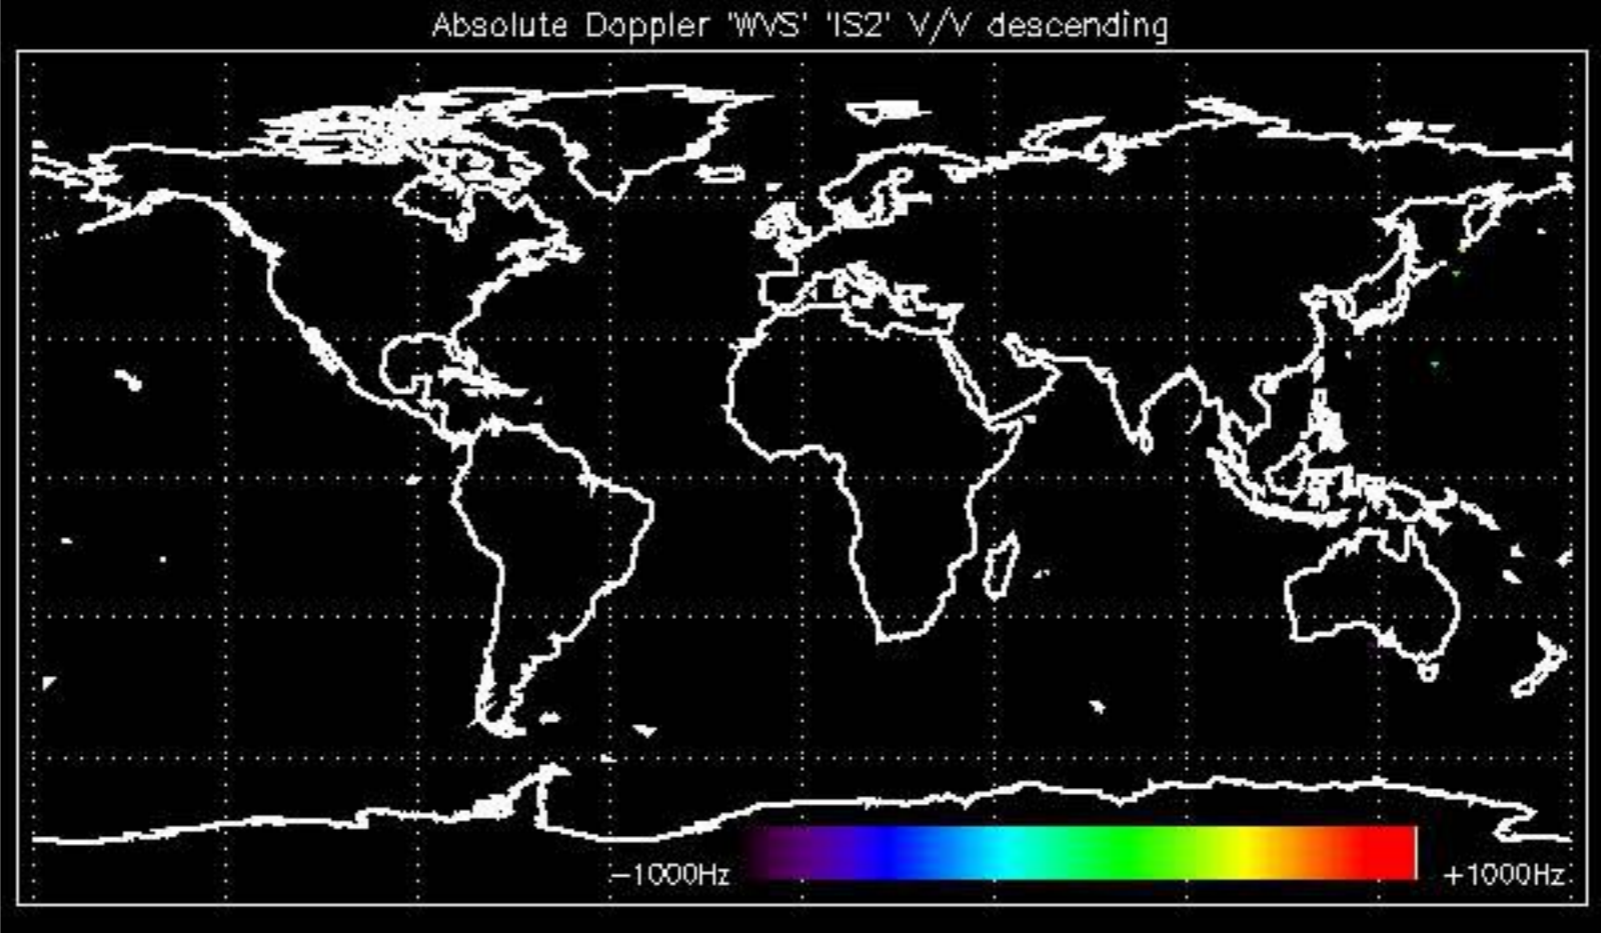 Absolute Doppler 'WVS' 'IS2' V/V descending
−1000Hz
+1000Hz